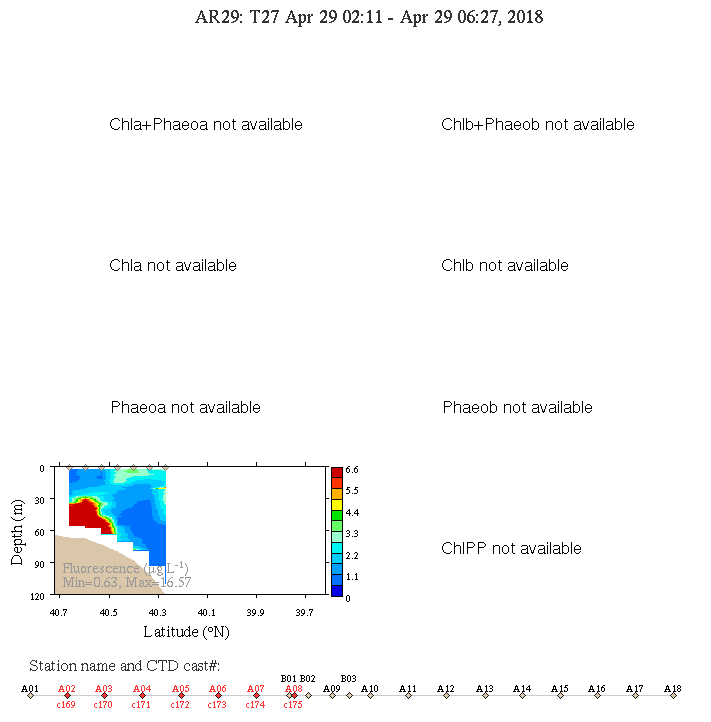 AR29: T27 Apr 29 02:11 - Apr 29 06:27, 2018
Chla+Phaeoa not available
Chlb+Phaeob not available
Chla not available
Chlb not available
Phaeoa not available
Phaeob not available
0
30
60
90
120
Depth (m)
Fluorescence (µg L⁻¹)
Min=0.63, Max=16.57
40.7 40.5 40.3 40.1 39.9 39.7
Latitude (°N)
6.6
5.5
4.4
3.3
2.2
1.1
0
ChlPP not available
Station name and CTD cast#:
B01 B02 B03
A01 A02 A03 A04 A05 A06 A07 A08 A09 A10 A11 A12 A13 A14 A15 A16 A17 A18
c169 c170 c171 c172 c173 c174 c175